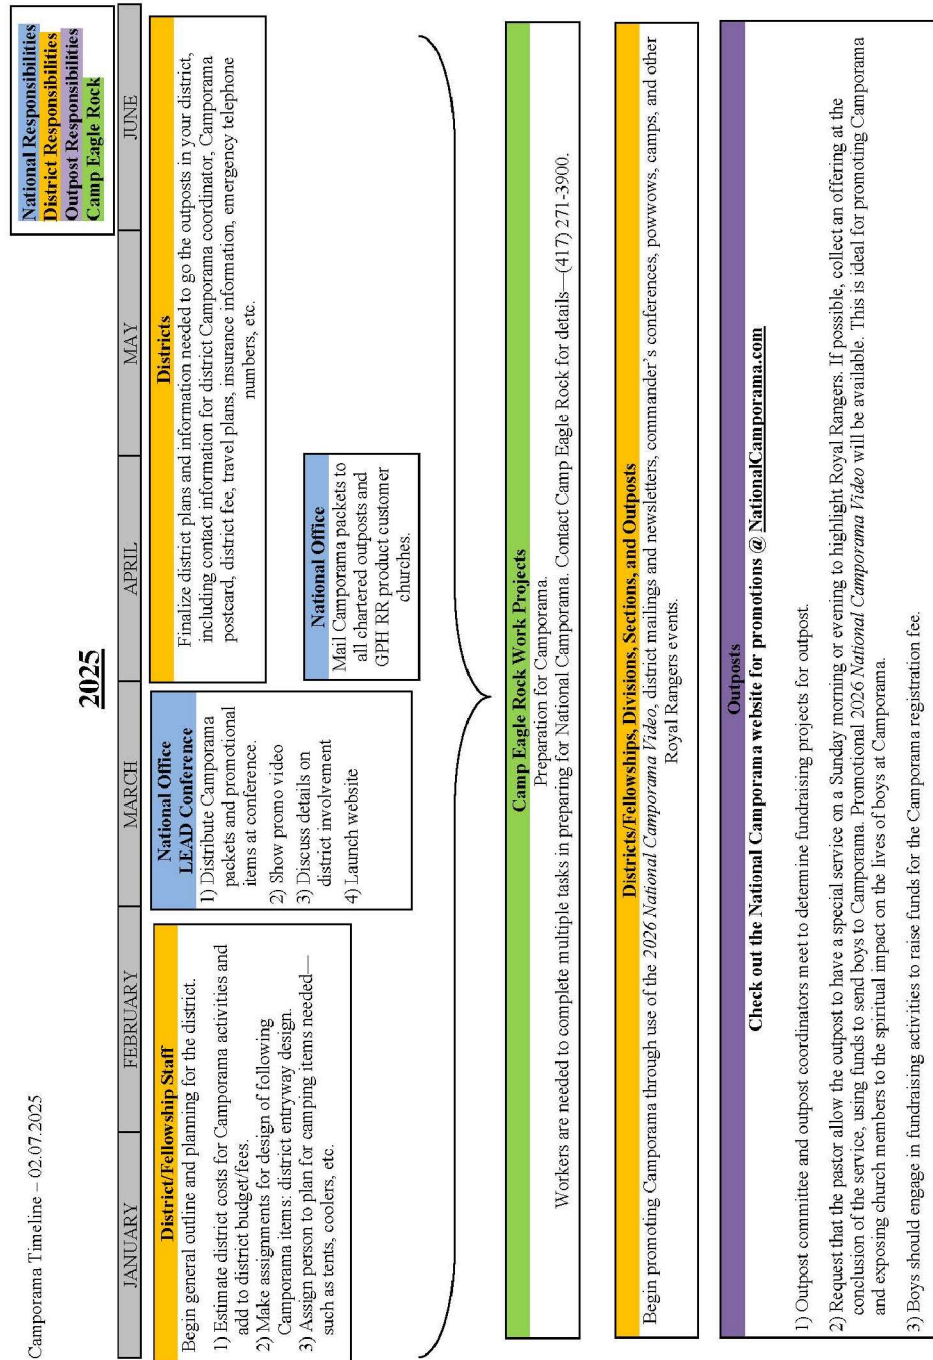 Camporama Timeline – 02.07.2025
National Responsibilities
District Responsibilities
Outpost Responsibilities
Camp Eagle Rock
2025
JANUARY
FEBRUARY
MARCH
APRIL
MAY
JUNE
District/Fellowship Staff
Begin general outline and planning for the district.
1) Estimate district costs for Camporama activities and
add to district budget/fees.
2) Make assignments for design of following
Camporama items: district entryway design.
3) Assign person to plan for camping items needed—
such as tents, coolers, etc.
National Office
LEAD Conference
1) Distribute Camporama
packets and promotional
items at conference.
2) Show promo video
3) Discuss details on
district involvement
4) Launch website
Districts
Finalize district plans and information needed to go the outposts in your district,
including contact information for district Camporama coordinator, Camporama
postcard, district fee, travel plans, insurance information, emergency telephone
numbers, etc.
National Office
Mail Camporama packets to
all chartered outposts and
GPH RR product customer
churches.
Camp Eagle Rock Work Projects
Preparation for Camporama.
Workers are needed to complete multiple tasks in preparing for National Camporama. Contact Camp Eagle Rock for details—(417) 271-3900.
Districts/Fellowships, Divisions, Sections, and Outposts
Begin promoting Camporama through use of the 2026 National Camporama Video, district mailings and newsletters, commander's conferences, powwows, camps, and other
Royal Rangers events.
Outposts
Check out the National Camporama website for promotions @ NationalCamporama.com
1) Outpost committee and outpost coordinators meet to determine fundraising projects for outpost.
2) Request that the pastor allow the outpost to have a special service on a Sunday morning or evening to highlight Royal Rangers. If possible, collect an offering at the
conclusion of the service, using funds to send boys to Camporama. Promotional 2026 National Camporama Video will be available. This is ideal for promoting Camporama
and exposing church members to the spiritual impact on the lives of boys at Camporama.
3) Boys should engage in fundraising activities to raise funds for the Camporama registration fee.